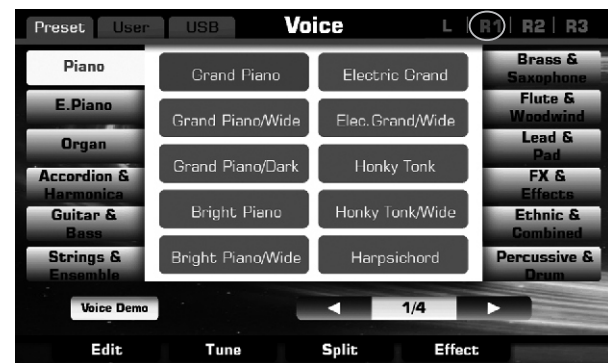 Preset User USB Voice L R1 R2 R3
Piano
E.Piano
Organ
Accordion &
Harmonica
Guitar &
Bass
Strings &
Ensemble
Grand Piano Electric Grand
Grand Piano/Wide Elec.Grand/Wide
Grand Piano/Dark Honky Tonk
Bright Piano Honky Tonk/Wide
Bright Piano/Wide Harpsichord
Brass &
Saxophone
Flute &
Woodwind
Lead &
Pad
FX &
Effects
Ethnic &
Combined
Percussive &
Drum
Voice Demo 1/4
Edit Tune Split Effect